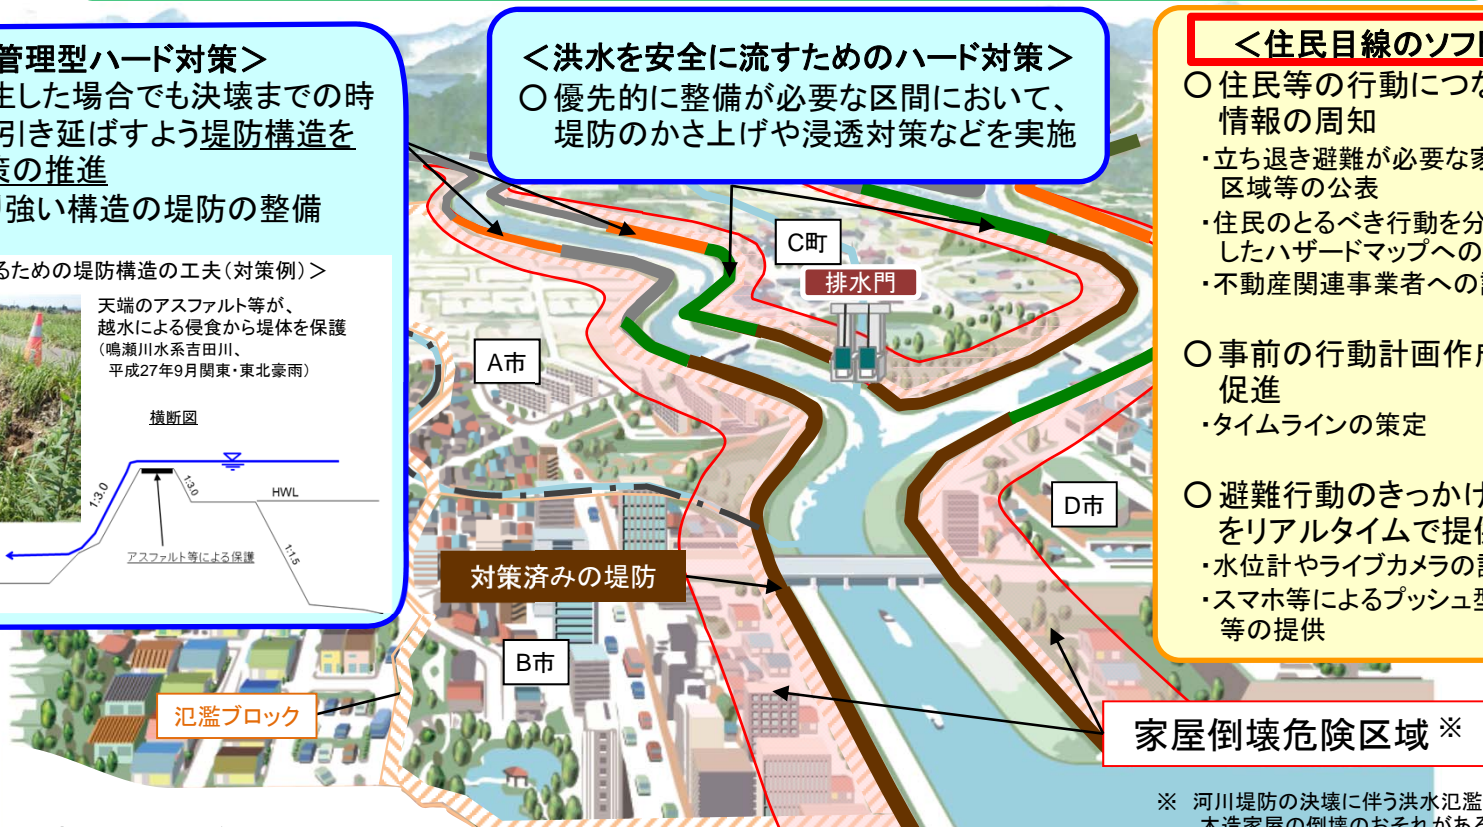 管理型ハード対策＞
生した場合でも決壊までの時
引き延ばすよう堤防構造を
策の推進
強い構造の堤防の整備
るための堤防構造の工夫(対策例)＞
天端のアスファルト等が、
越水による侵食から堤体を保護
(鳴瀬川水系吉田川、
平成27年9月関東・東北豪雨)
横断図
1:3.0
1:3.0
HWL
1:1.5
アスファルト等による保護
＜洪水を安全に流すためのハード対策＞
○優先的に整備が必要な区間において、
堤防のかさ上げや浸透対策などを実施
C町
排水門
A市
D市
対策済みの堤防
B市
氾濫ブロック
家屋倒壊危険区域※
＜住民目線のソフ
○住民等の行動につな
情報の周知
・立ち退き避難が必要な家
区域等の公表
・住民のとるべき行動を分
したハザードマップへの
・不動産関連事業者への
○事前の行動計画作
促進
・タイムラインの策定
○避難行動のきっかけ
をリアルタイムで提
・水位計やライブカメラの
・スマホ等によるプッシュ型
等の提供
※ 河川堤防の決壊に伴う洪水氾濫
木造家屋の倒壊のおそれがある